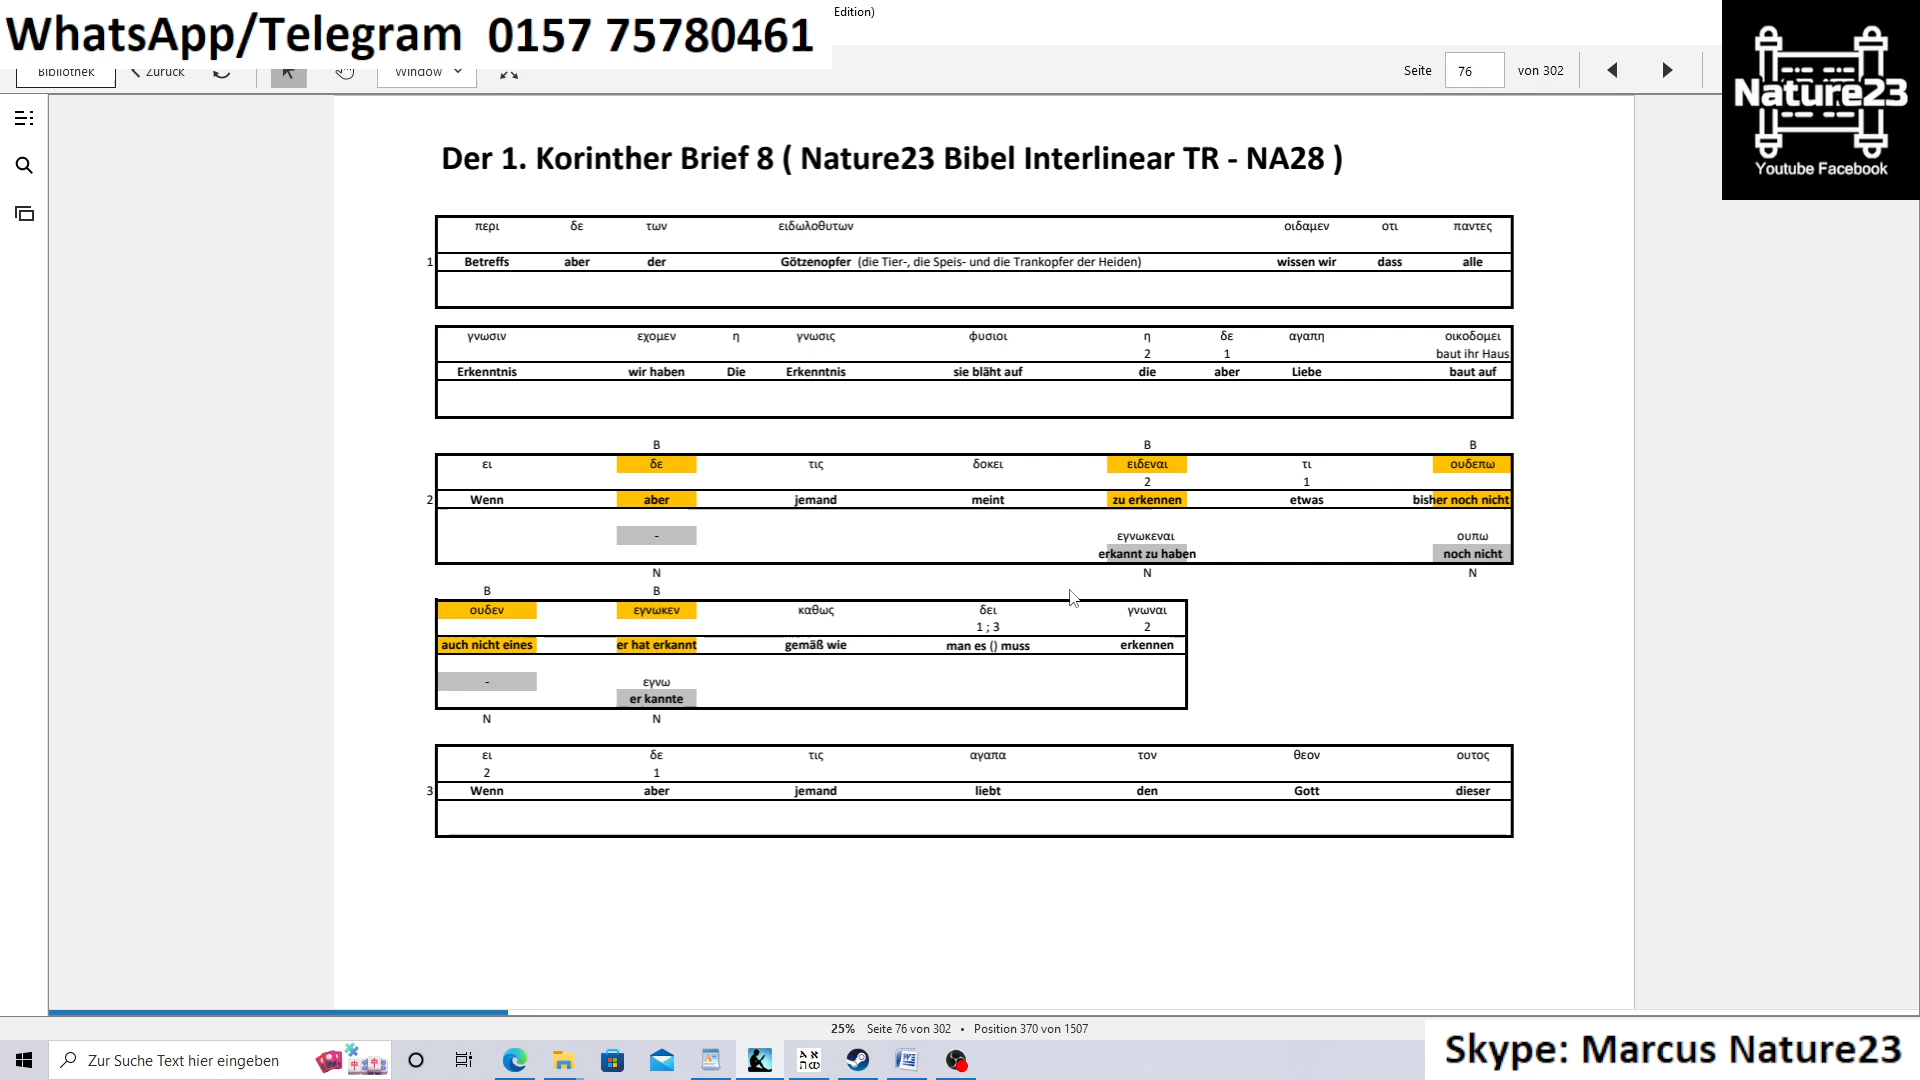 WhatsApp/Telegram 0157 75780461
Edition)
Bibliothek Zurück Window Seite 76 von 302
Nature23
Youtube Facebook
Der 1. Korinther Brief 8 ( Nature23 Bibel Interlinear TR - NA28 )
περι δε των ειδωλοθυτων οιδαμεν οτι παντες
1 Betreffs aber der Götzenopfer (die Tier-, die Speis- und die Trankopfer der Heiden) wissen wir dass alle
γνωσιν εχομεν η γνωσις φυσιοι η δε αγαπη οικοδομει
2 1 baut ihr Haus
Erkenntnis wir haben Die Erkenntnis sie bläht auf die aber Liebe baut auf
B B B
ει δε τις δοκει ειδεναι τι ουδεπω
2 1
2 Wenn aber jemand meint zu erkennen etwas bisher noch nicht
- εγνωκεναι ουπω
erkannt zu haben noch nicht
N N N
B B
ουδεν εγνωκεν καθως δει γνωναι
1 ; 3 2
auch nicht eines er hat erkannt gemäß wie man es () muss erkennen
- εγνω
er kannte
N N
ει δε τις αγαπα τον θεον ουτος
2 1
3 Wenn aber jemand liebt den Gott dieser
25% Seite 76 von 302 • Position 370 von 1507
Zur Suche Text hier eingeben
Skype: Marcus Nature23